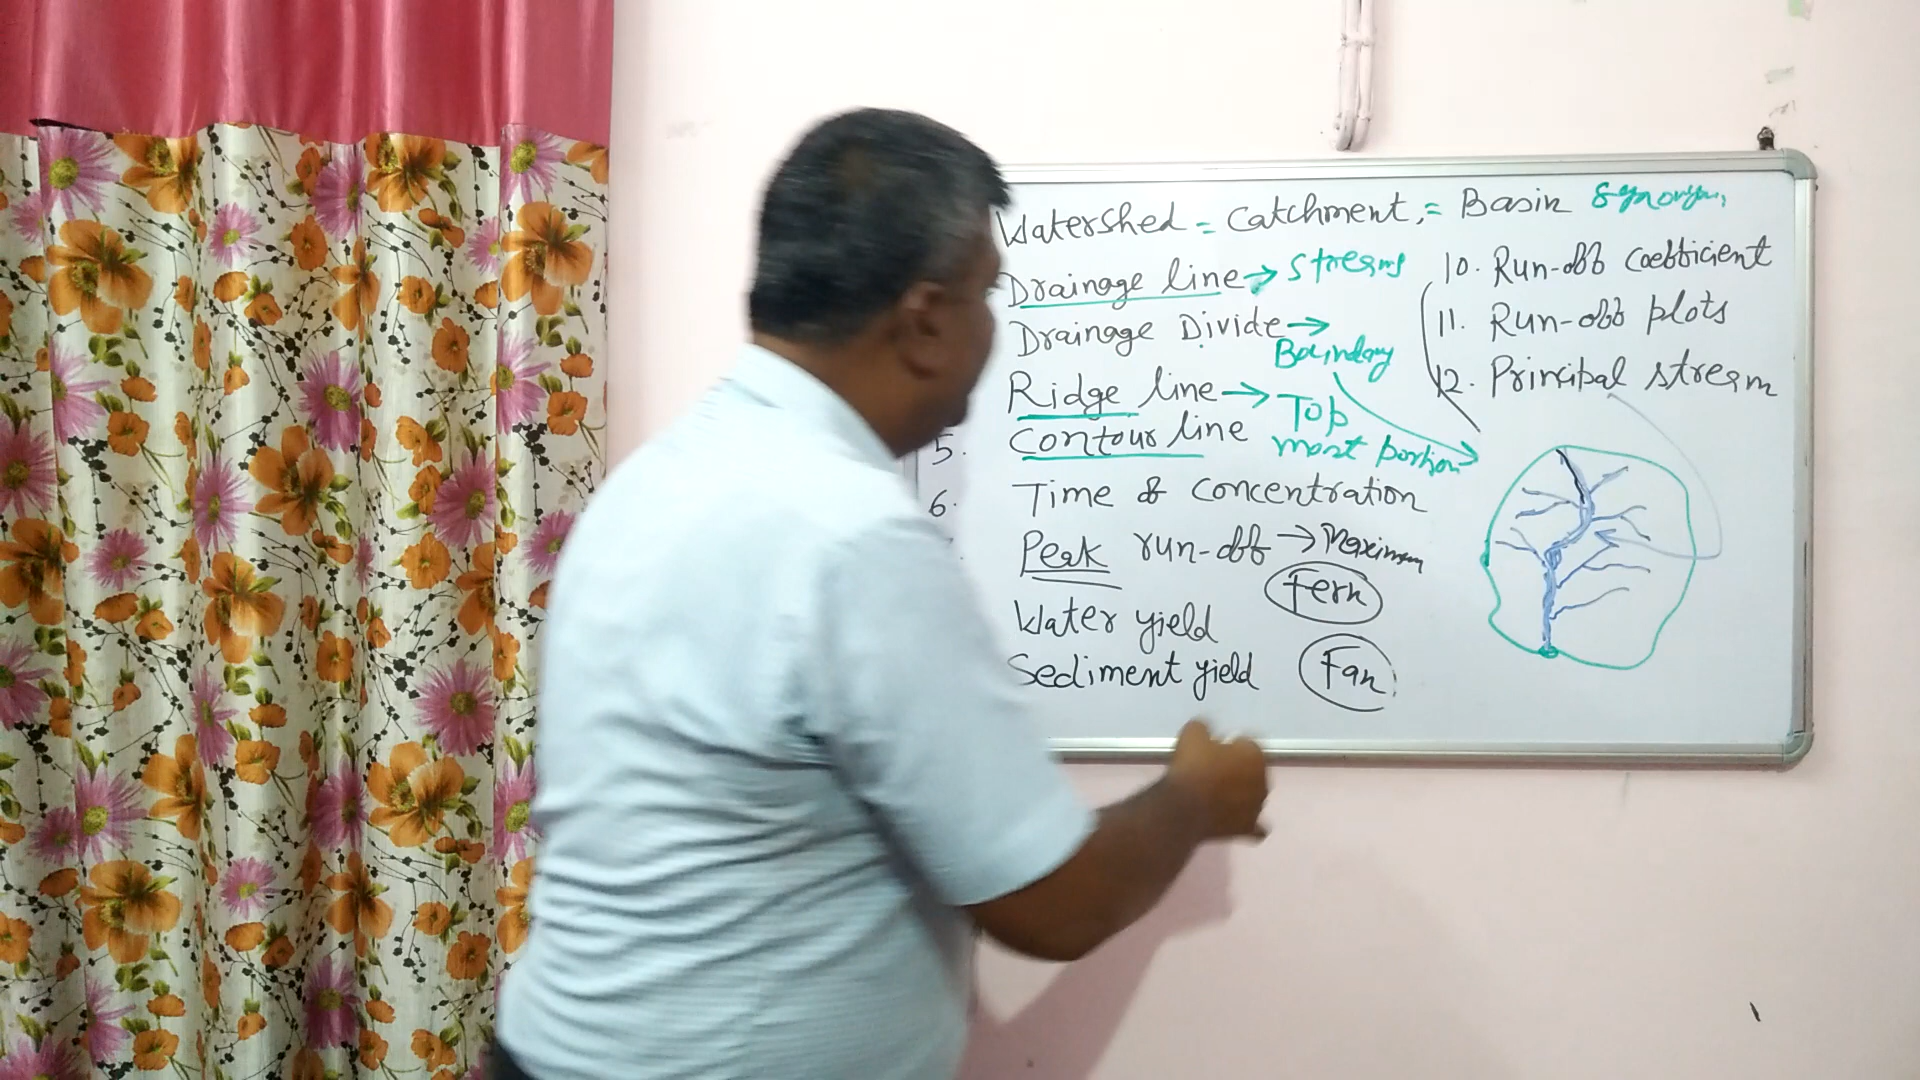 Watershed = Catchment, = Basin
Drainage line → Streams
Drainage Divide → Boundary
Ridge line → Top most portion
5. Contour line
6. Time of Concentration
Peak run-off → Maximum
Fern
Water yield
Sediment yield
Fan
10. Run-off coefficient
11. Run-off plots
12. Principal stream